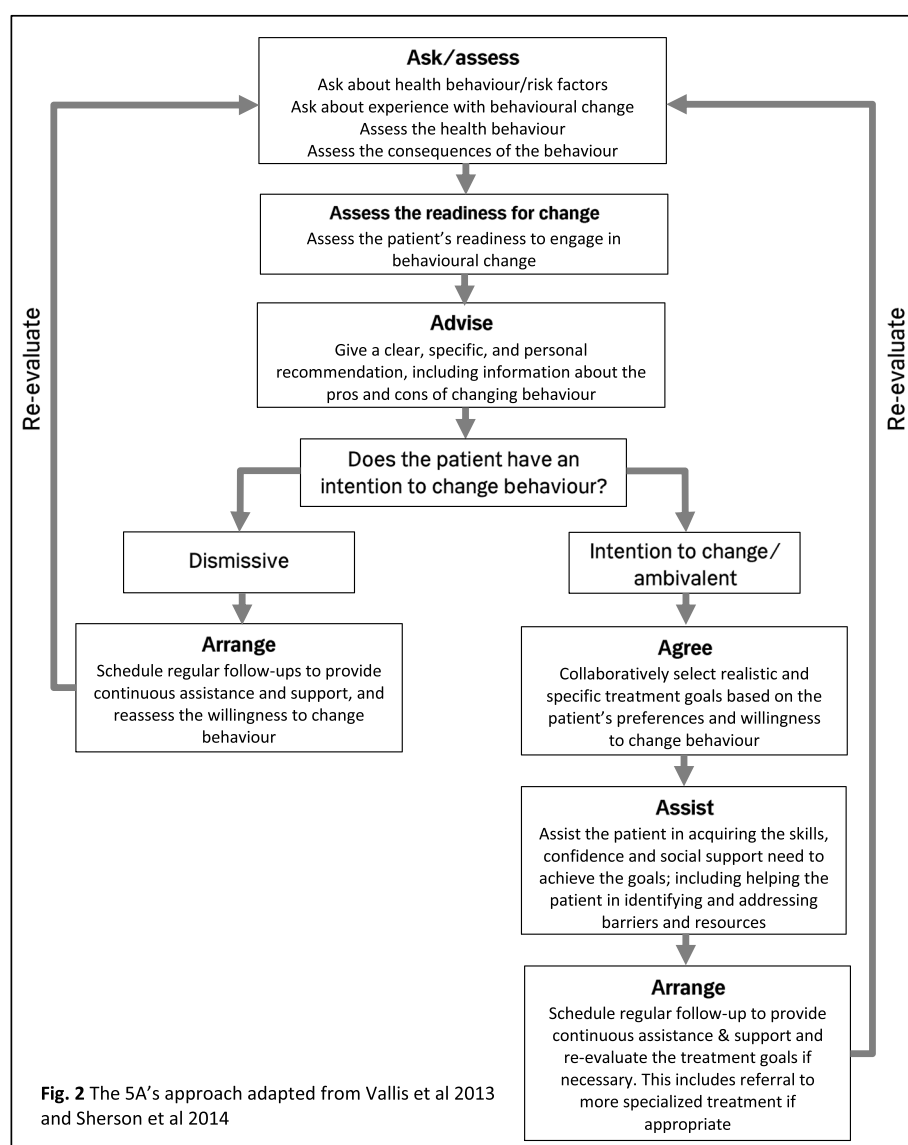 Ask/assess
Ask about health behaviour/risk factors
Ask about experience with behavioural change
Assess the health behaviour
Assess the consequences of the behaviour
Assess the readiness for change
Assess the patient’s readiness to engage in
behavioural change
Advise
Give a clear, specific, and personal
recommendation, including information about the
pros and cons of changing behaviour
Re-evaluate
Re-evaluate
Does the patient have an
intention to change behaviour?
Dismissive
Intention to change/
ambivalent
Arrange
Schedule regular follow-ups to provide
continuous assistance and support, and
reassess the willingness to change
behaviour
Agree
Collaboratively select realistic and
specific treatment goals based on the
patient’s preferences and willingness
to change behaviour
Assist
Assist the patient in acquiring the skills,
confidence and social support need to
achieve the goals; including helping the
patient in identifying and addressing
barriers and resources
Arrange
Schedule regular follow-up to provide
continuous assistance & support and
re-evaluate the treatment goals if
necessary. This includes referral to
more specialized treatment if
appropriate
Fig. 2 The 5A’s approach adapted from Vallis et al 2013
and Sherson et al 2014